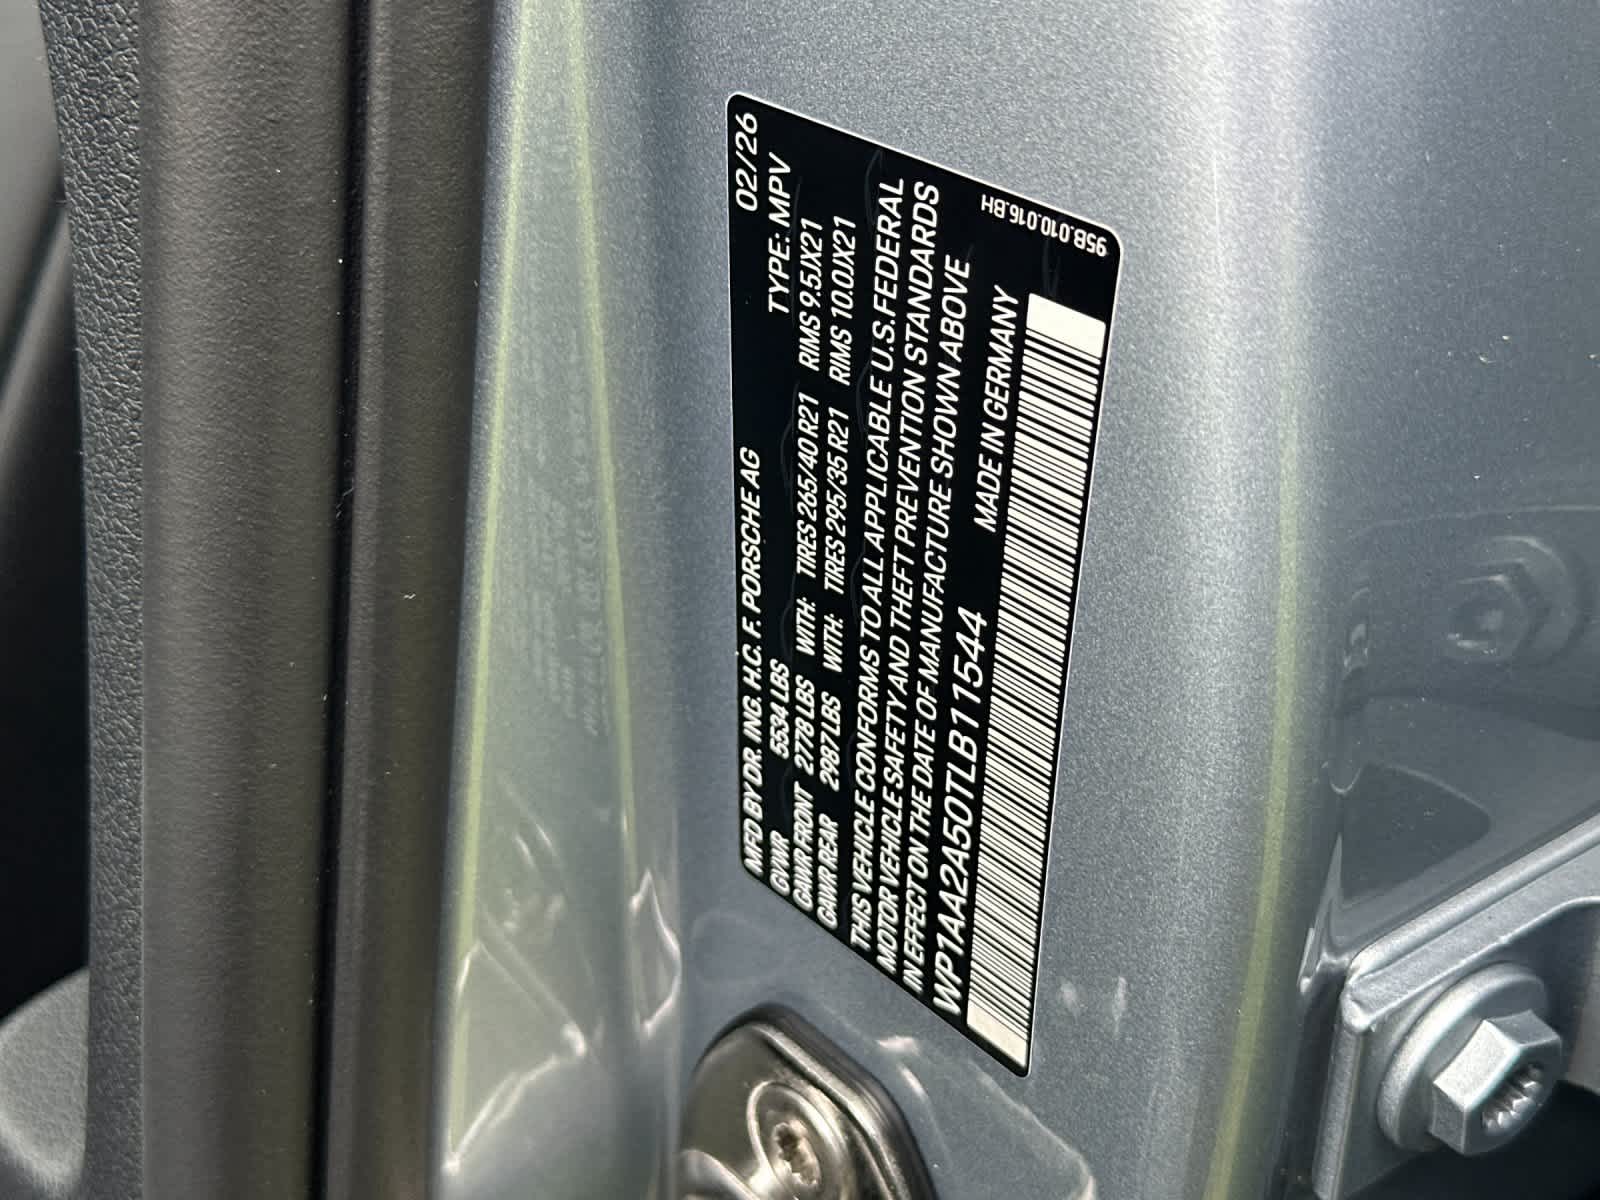 MFD BY DR. ING. H.C. F. PORSCHE AG 02/26
GVWR 5534 LBS TYPE: MPV
GAWR FRONT 2778 LBS WITH: TIRES 265/40 R21 RIMS 9.5JX21
GAWR REAR 2987 LBS WITH: TIRES 295/35 R21 RIMS 10.0JX21
THIS VEHICLE CONFORMS TO ALL APPLICABLE U.S. FEDERAL
MOTOR VEHICLE SAFETY AND THEFT PREVENTION STANDARDS
IN EFFECT ON THE DATE OF MANUFACTURE SHOWN ABOVE
MADE IN GERMANY
WP1AA2A50TLB11544
95B.010.016.BH